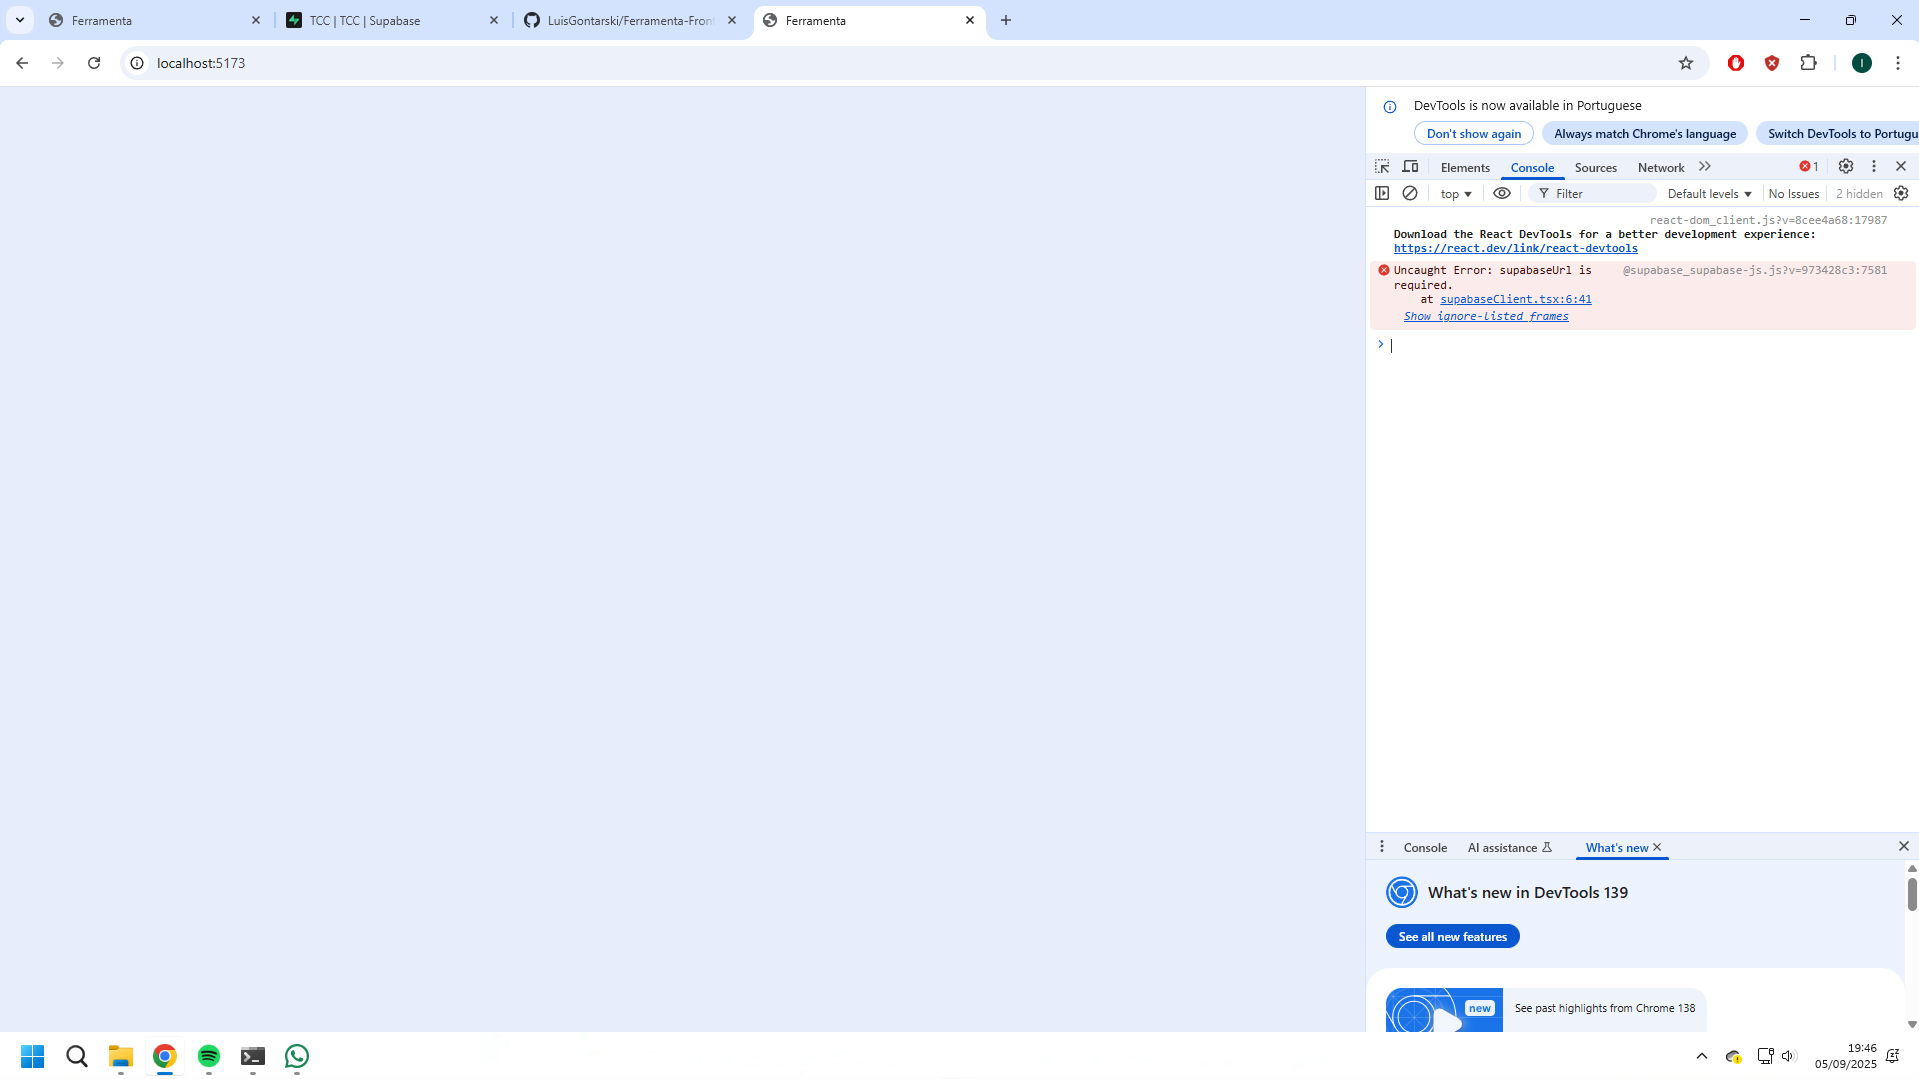 Ferramenta
TCC | TCC | Supabase
LuisGontarski/Ferramenta-Front
Ferramenta
localhost:5173
I
DevTools is now available in Portuguese
Don't show again
Always match Chrome's language
Switch DevTools to Portugu
Elements
Console
Sources
Network
1
top
Filter
Default levels
No Issues
2 hidden
react-dom_client.js?v=8cee4a68:17987
Download the React DevTools for a better development experience:
https://react.dev/link/react-devtools
Uncaught Error: supabaseUrl is @supabase_supabase-js.js?v=973428c3:7581
required.
at supabaseClient.tsx:6:41
Show ignore-listed frames
Console
AI assistance
What's new
What's new in DevTools 139
See all new features
new
See past highlights from Chrome 138
19:46
05/09/2025